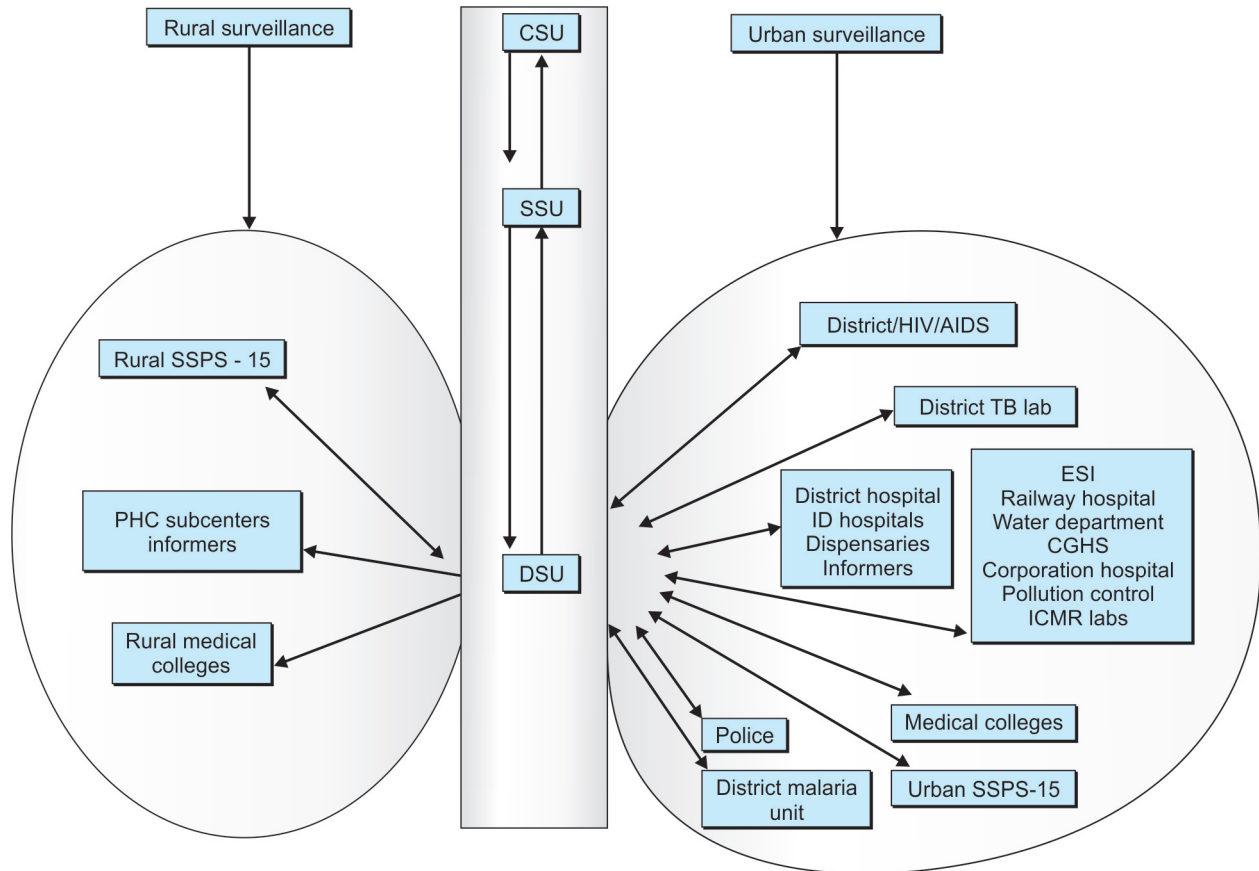 Rural surveillance
CSU
Urban surveillance
SSU
District/HIV/AIDS
Rural SSPS - 15
District TB lab
ESI
Railway hospital
Water department
CGHS
Corporation hospital
Pollution control
ICMR labs
District hospital
ID hospitals
Dispensaries
Informers
PHC subcenters
informers
DSU
Rural medical
colleges
Medical colleges
Police
District malaria
unit
Urban SSPS-15